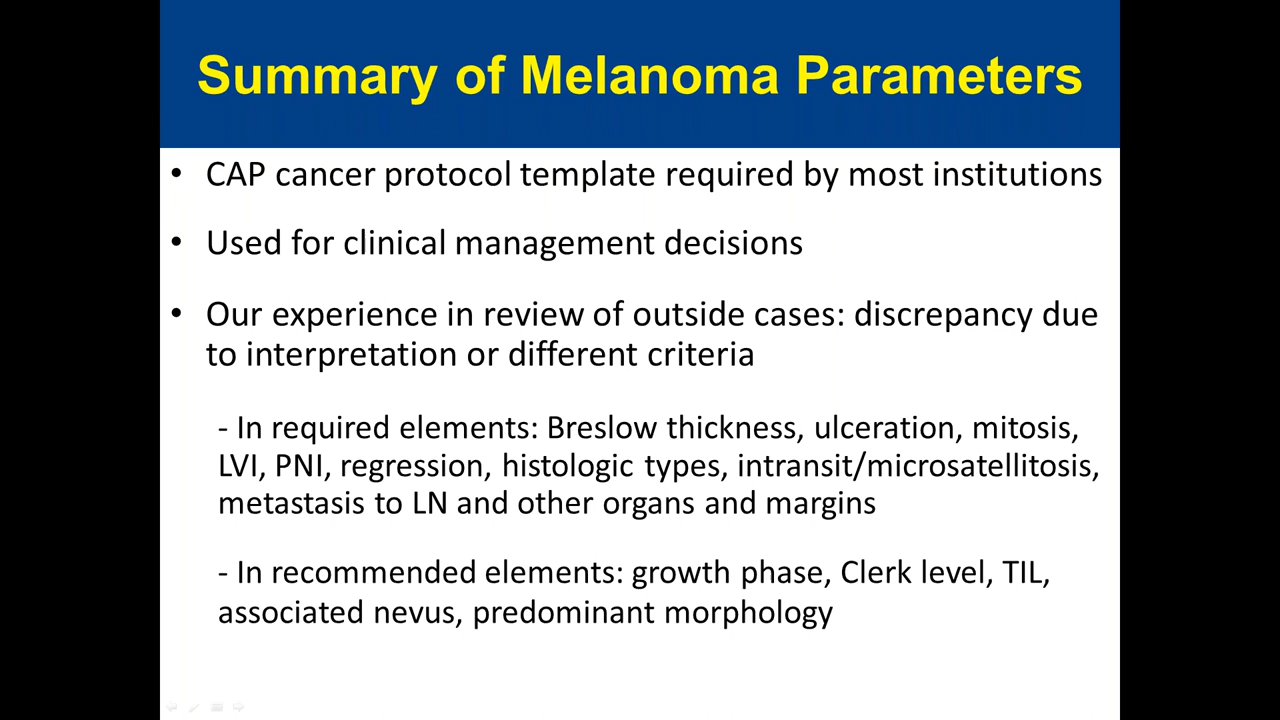 Summary of Melanoma Parameters
• CAP cancer protocol template required by most institutions
• Used for clinical management decisions
• Our experience in review of outside cases: discrepancy due
to interpretation or different criteria
- In required elements: Breslow thickness, ulceration, mitosis,
LVI, PNI, regression, histologic types, intransit/microsatellitosis,
metastasis to LN and other organs and margins
- In recommended elements: growth phase, Clerk level, TIL,
associated nevus, predominant morphology